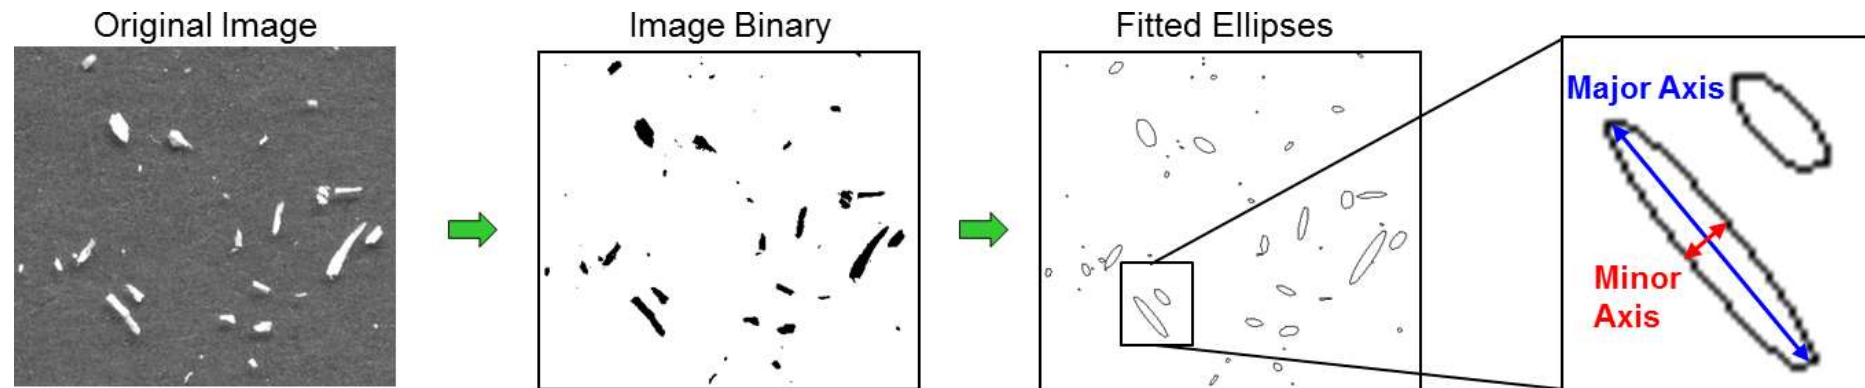 Original Image
Image Binary
Fitted Ellipses
Major Axis
Minor
Axis